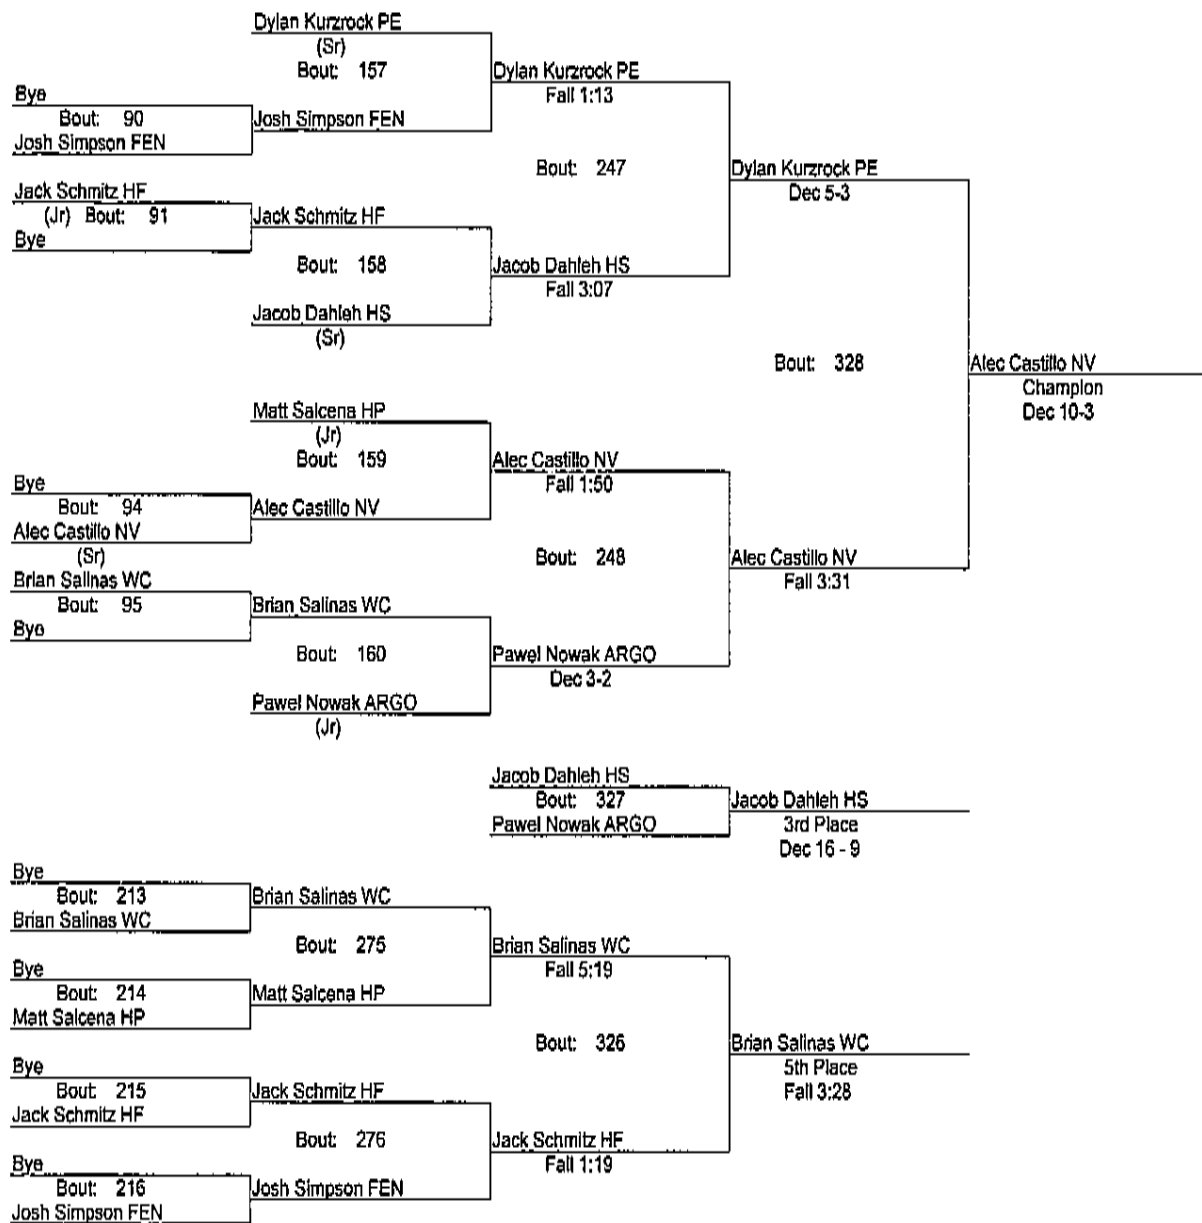 Dylan Kurzrock PE
(Sr)
Bout: 157
Dylan Kurzrock PE
Fall 1:13
Bye
Bout: 90
Josh Simpson FEN
Josh Simpson FEN
Bout: 247
Dylan Kurzrock PE
Dec 5-3
Jack Schmitz HF
(Jr) Bout: 91
Jack Schmitz HF
Bye
Bout: 158
Jacob Dahleh HS
Fall 3:07
Jacob Dahleh HS
(Sr)
Bout: 328
Alec Castillo NV
Champion
Dec 10-3
Matt Salcena HP
(Jr)
Bout: 159
Alec Castillo NV
Fall 1:50
Bye
Bout: 94
Alec Castillo NV
Alec Castillo NV
(Sr)
Bout: 248
Alec Castillo NV
Fall 3:31
Brian Salinas WC
Bout: 95
Brian Salinas WC
Bye
Bout: 160
Pawel Nowak ARGO
Dec 3-2
Pawel Nowak ARGO
(Jr)
Jacob Dahleh HS
Bout: 327
Jacob Dahleh HS
Pawel Nowak ARGO
3rd Place
Dec 16 - 9
Bye
Bout: 213
Brian Salinas WC
Brian Salinas WC
Bout: 275
Brian Salinas WC
Fall 5:19
Bye
Bout: 214
Matt Salcena HP
Matt Salcena HP
Bout: 326
Brian Salinas WC
5th Place
Fall 3:28
Bye
Bout: 215
Jack Schmitz HF
Jack Schmitz HF
Bout: 276
Jack Schmitz HF
Fall 1:19
Bye
Bout: 216
Josh Simpson FEN
Josh Simpson FEN